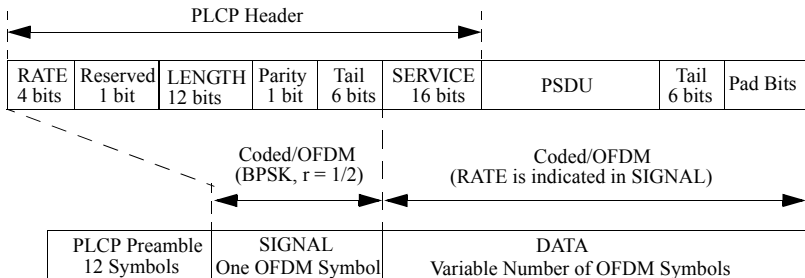 PLCP Header
RATE Reserved LENGTH Parity Tail SERVICE PSDU Tail Pad Bits
4 bits 1 bit 12 bits 1 bit 6 bits 16 bits 6 bits
Coded/OFDM Coded/OFDM
(BPSK, r = 1/2) (RATE is indicated in SIGNAL)
PLCP Preamble SIGNAL DATA
12 Symbols One OFDM Symbol Variable Number of OFDM Symbols